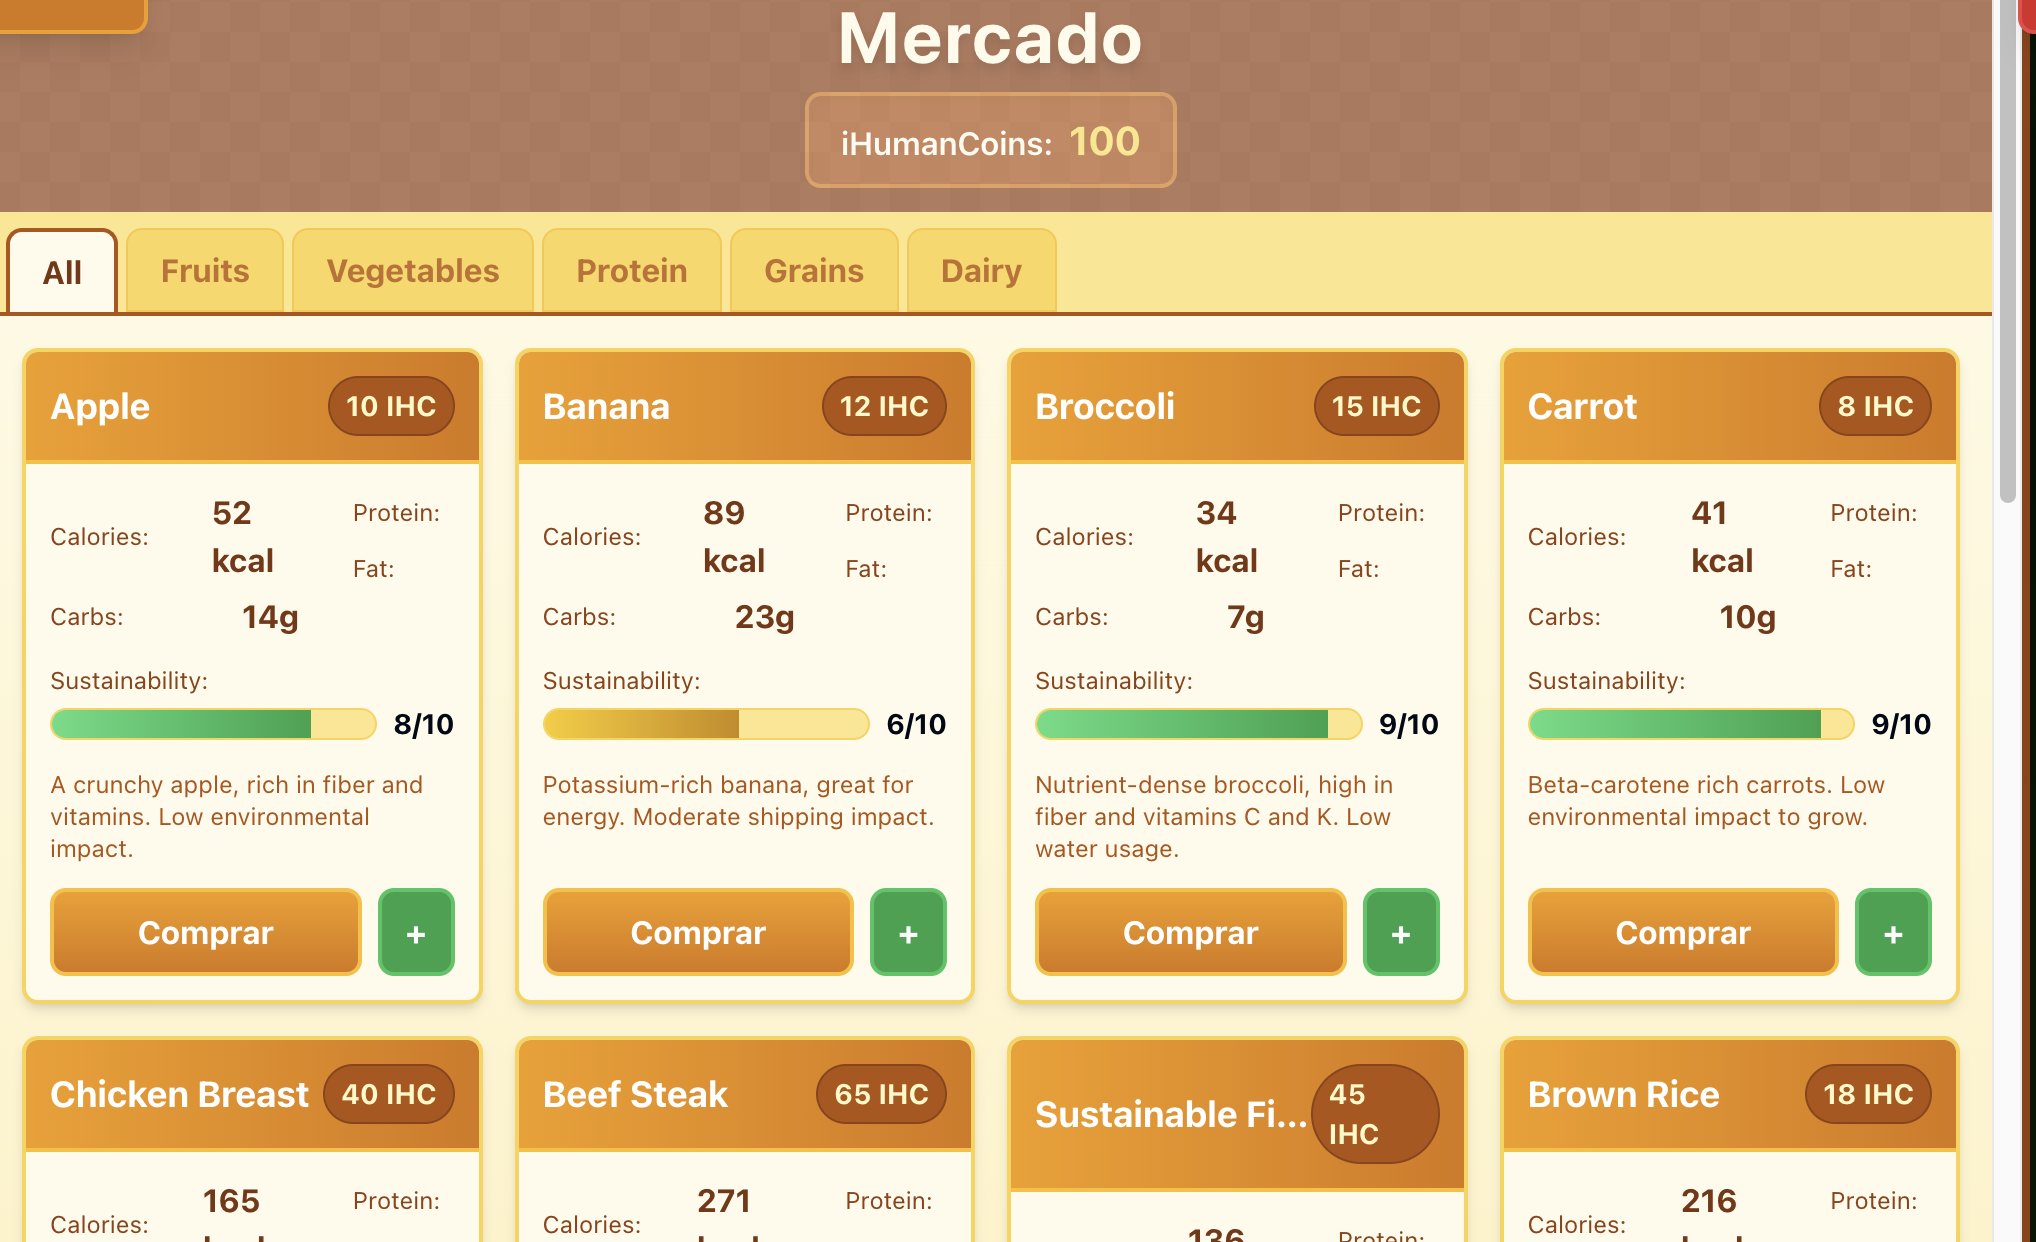 Mercado
iHumanCoins: 100
All Fruits Vegetables Protein Grains Dairy
Apple 10 IHC
Calories: 52 kcal Protein:
Fat:
Carbs: 14g
Sustainability:
8/10
A crunchy apple, rich in fiber and
vitamins. Low environmental
impact.
Comprar +
Banana 12 IHC
Calories: 89 kcal Protein:
Fat:
Carbs: 23g
Sustainability:
6/10
Potassium-rich banana, great for
energy. Moderate shipping impact.
Comprar +
Broccoli 15 IHC
Calories: 34 kcal Protein:
Fat:
Carbs: 7g
Sustainability:
9/10
Nutrient-dense broccoli, high in
fiber and vitamins C and K. Low
water usage.
Comprar +
Carrot 8 IHC
Calories: 41 kcal Protein:
Fat:
Carbs: 10g
Sustainability:
9/10
Beta-carotene rich carrots. Low
environmental impact to grow.
Comprar +
Chicken Breast 40 IHC
Calories: 165 Protein:
Beef Steak 65 IHC
Calories: 271 Protein:
Sustainable Fi... 45 IHC
136 Protein:
Brown Rice 18 IHC
Calories: 216 Protein: